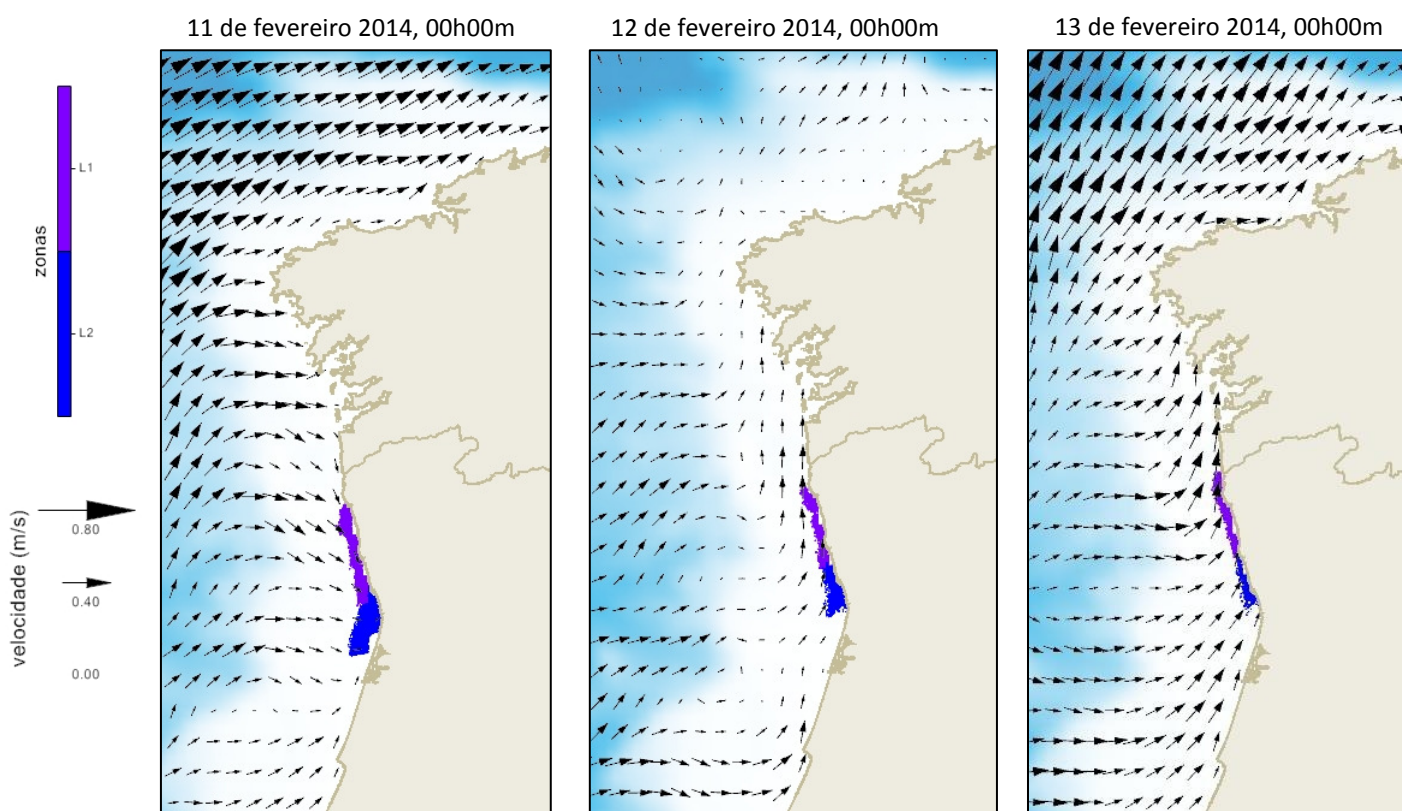 11 de fevereiro 2014, 00h00m
12 de fevereiro 2014, 00h00m
13 de fevereiro 2014, 00h00m
zonas
L1
L2
velocidade (m/s)
0.80
0.40
0.00